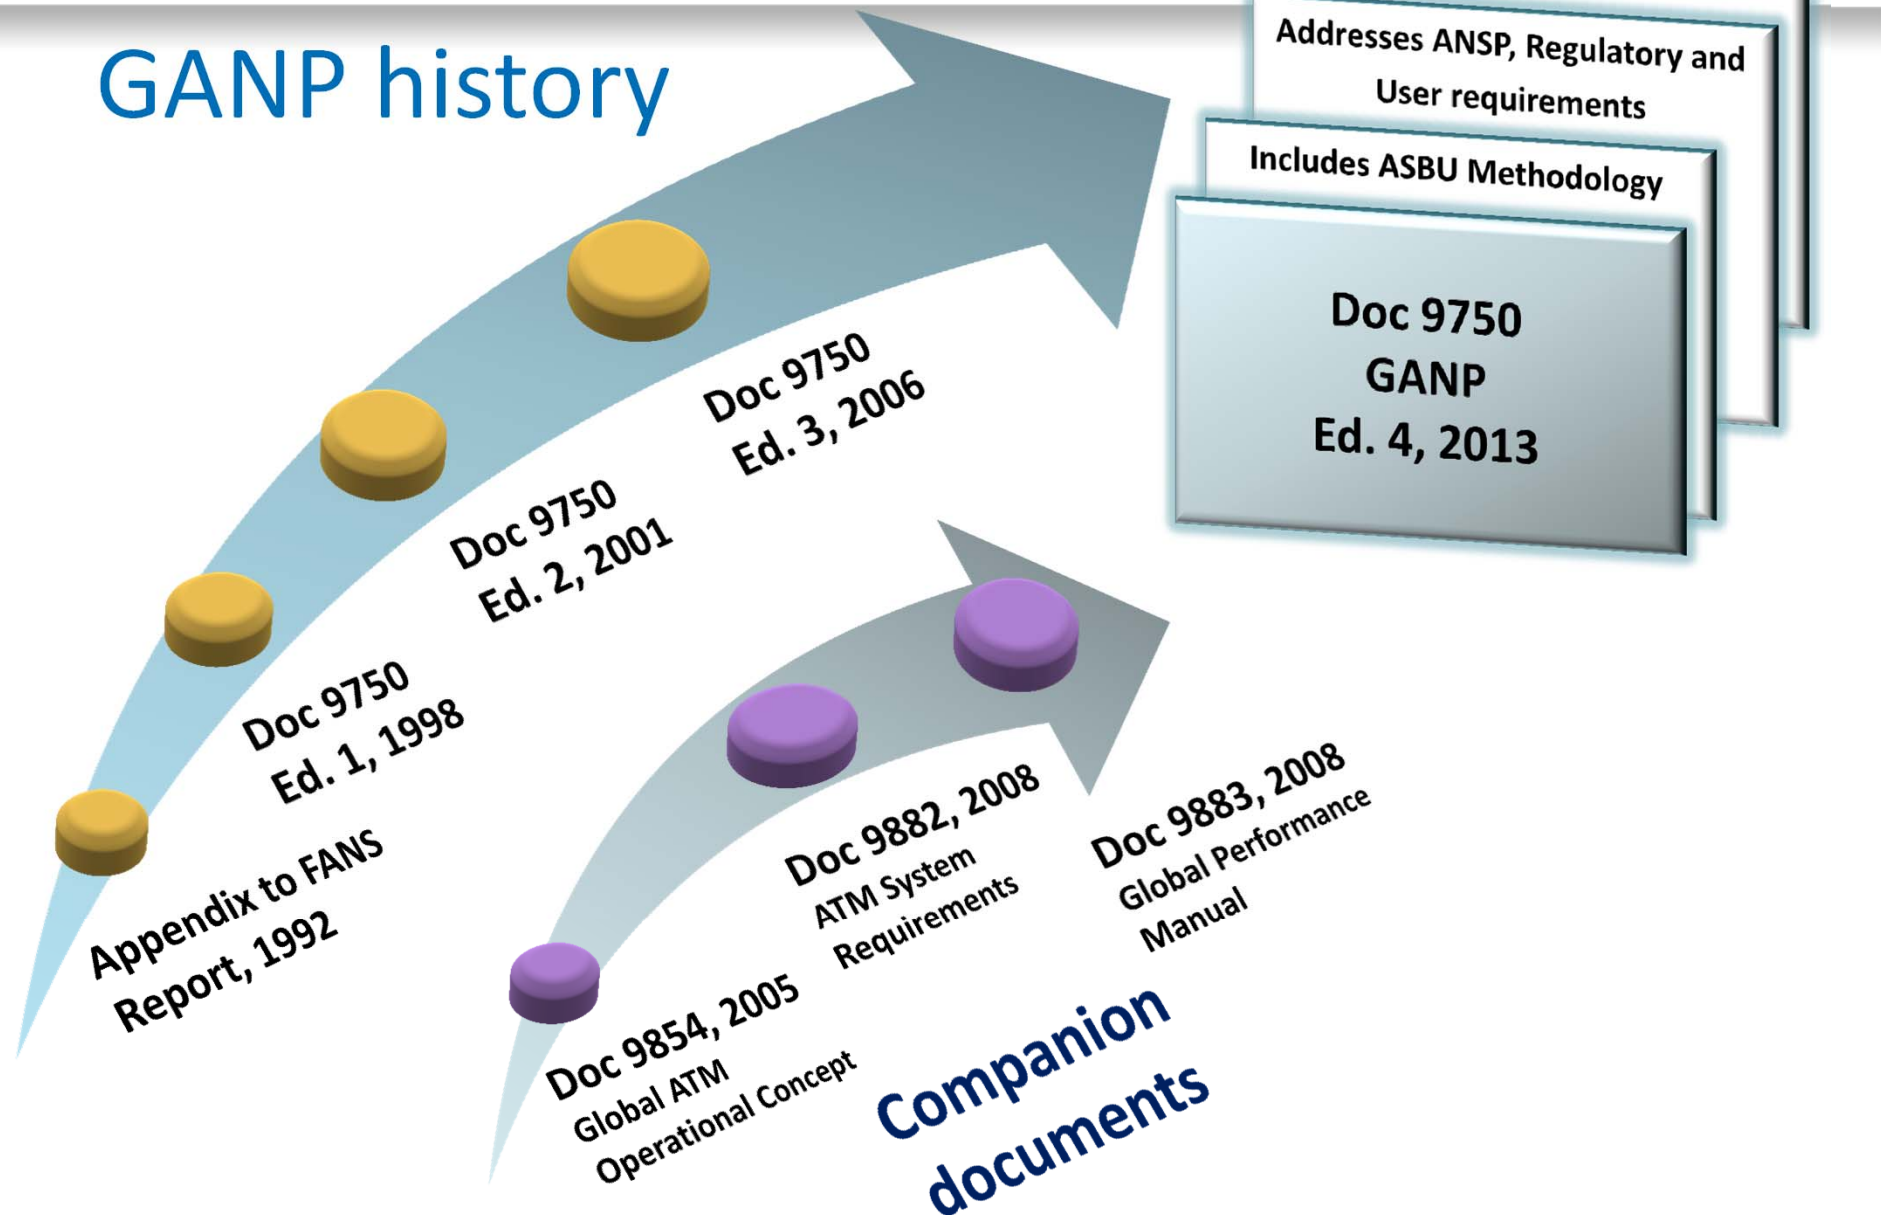 GANP history
Addresses ANSP, Regulatory and
User requirements
Includes ASBU Methodology
Doc 9750
GANP
Ed. 4, 2013
Doc 9750
Ed. 3, 2006
Doc 9750
Ed. 2, 2001
Doc 9750
Ed. 1, 1998
Appendix to FANS
Report, 1992
Doc 9883, 2008
Global Performance
Manual
Doc 9882, 2008
ATM System
Requirements
Doc 9854, 2005
Global ATM
Operational Concept
Companion
documents